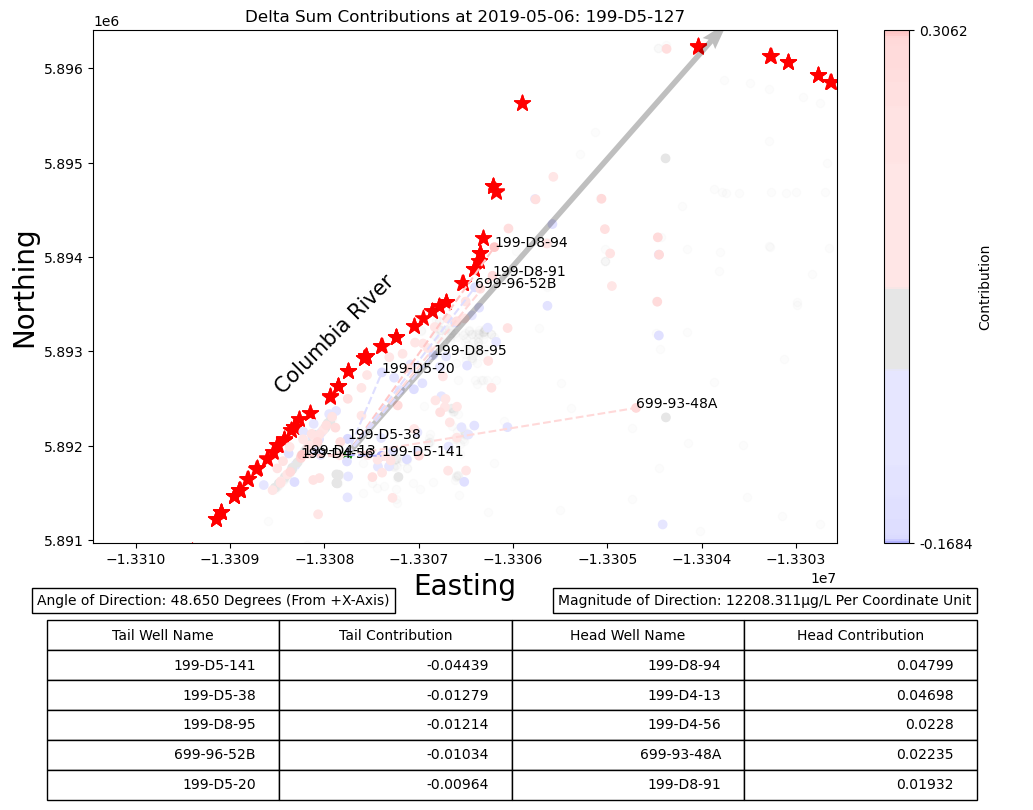 Delta Sum Contributions at 2019-05-06: 199-D5-127
1e6
0.3062
5.896
5.895
5.894
5.893
5.892
5.891
Northing
Columbia River
199-D8-94
199-D8-91
699-96-52B
199-D8-95
199-D5-20
699-93-48A
199-D5-38
199-D4-13
199-D4-56
199-D5-141
Contribution
-0.1684
−1.3310 −1.3309 −1.3308 −1.3307 −1.3306 −1.3305 −1.3304 −1.3303
1e7
Easting
Angle of Direction: 48.650 Degrees (From +X-Axis) Magnitude of Direction: 12208.311µg/L Per Coordinate Unit
Tail Well Name Tail Contribution Head Well Name Head Contribution
199-D5-141 -0.04439 199-D8-94 0.04799
199-D5-38 -0.01279 199-D4-13 0.04698
199-D8-95 -0.01214 199-D4-56 0.0228
699-96-52B -0.01034 699-93-48A 0.02235
199-D5-20 -0.00964 199-D8-91 0.01932